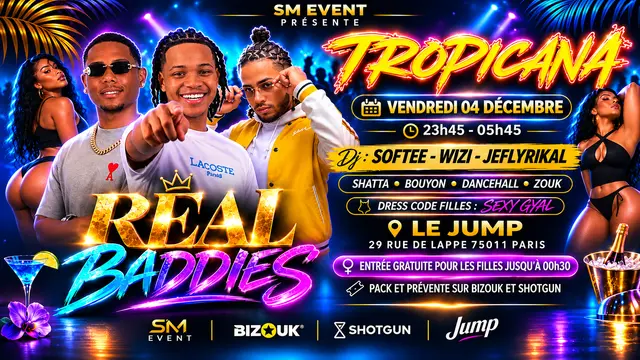 SM EVENT
PRÉSENTE
TROPICANA
VENDREDI 04 DÉCEMBRE
23h45 - 05h45
Dj : SOFTEE - WIZI - JEFLYRIKAL
SHATTA • BOUYON • DANCEHALL • ZOUK
DRESS CODE FILLES : SEXY GYAL
LE JUMP
29 RUE DE LAPPE 75011 PARIS
ENTRÉE GRATUITE POUR LES FILLES JUSQU'À 00h30
PACK ET PRÉVENTE SUR BIZOUK ET SHOTGUN
LACOSTE
Paris
REAL
BADDIES
SM EVENT
BIZOUK
SHOTGUN
Jump